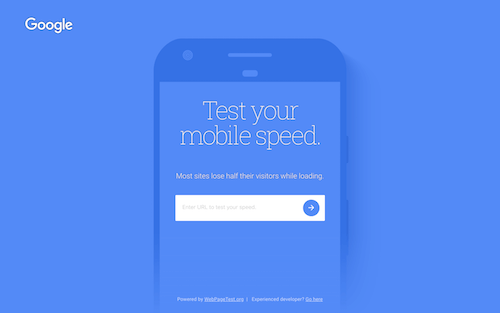 Google
Test your
mobile speed.
Most sites lose half their visitors while loading.
Enter URL to test your speed.
Powered by WebPageTest.org | Experienced developer? Go here